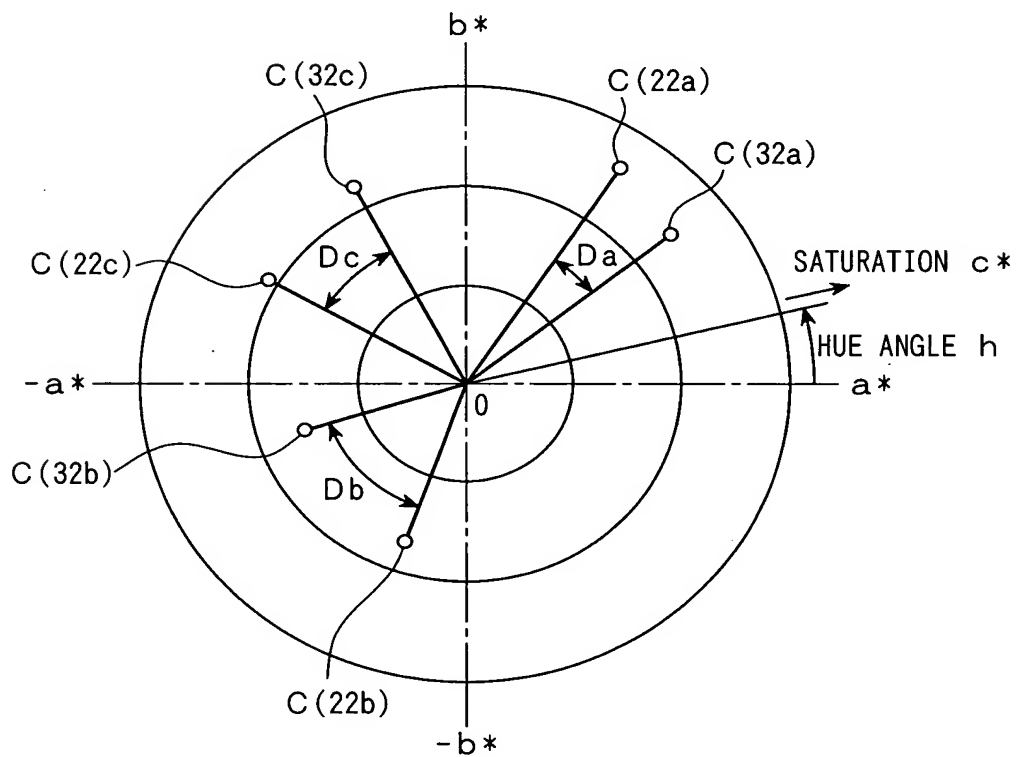 b*
C(32c)
C(22a)
C(32a)
C(22c)
Dc
Da
SATURATION c*
HUE ANGLE h
-a*
a*
0
C(32b)
Db
C(22b)
-b*